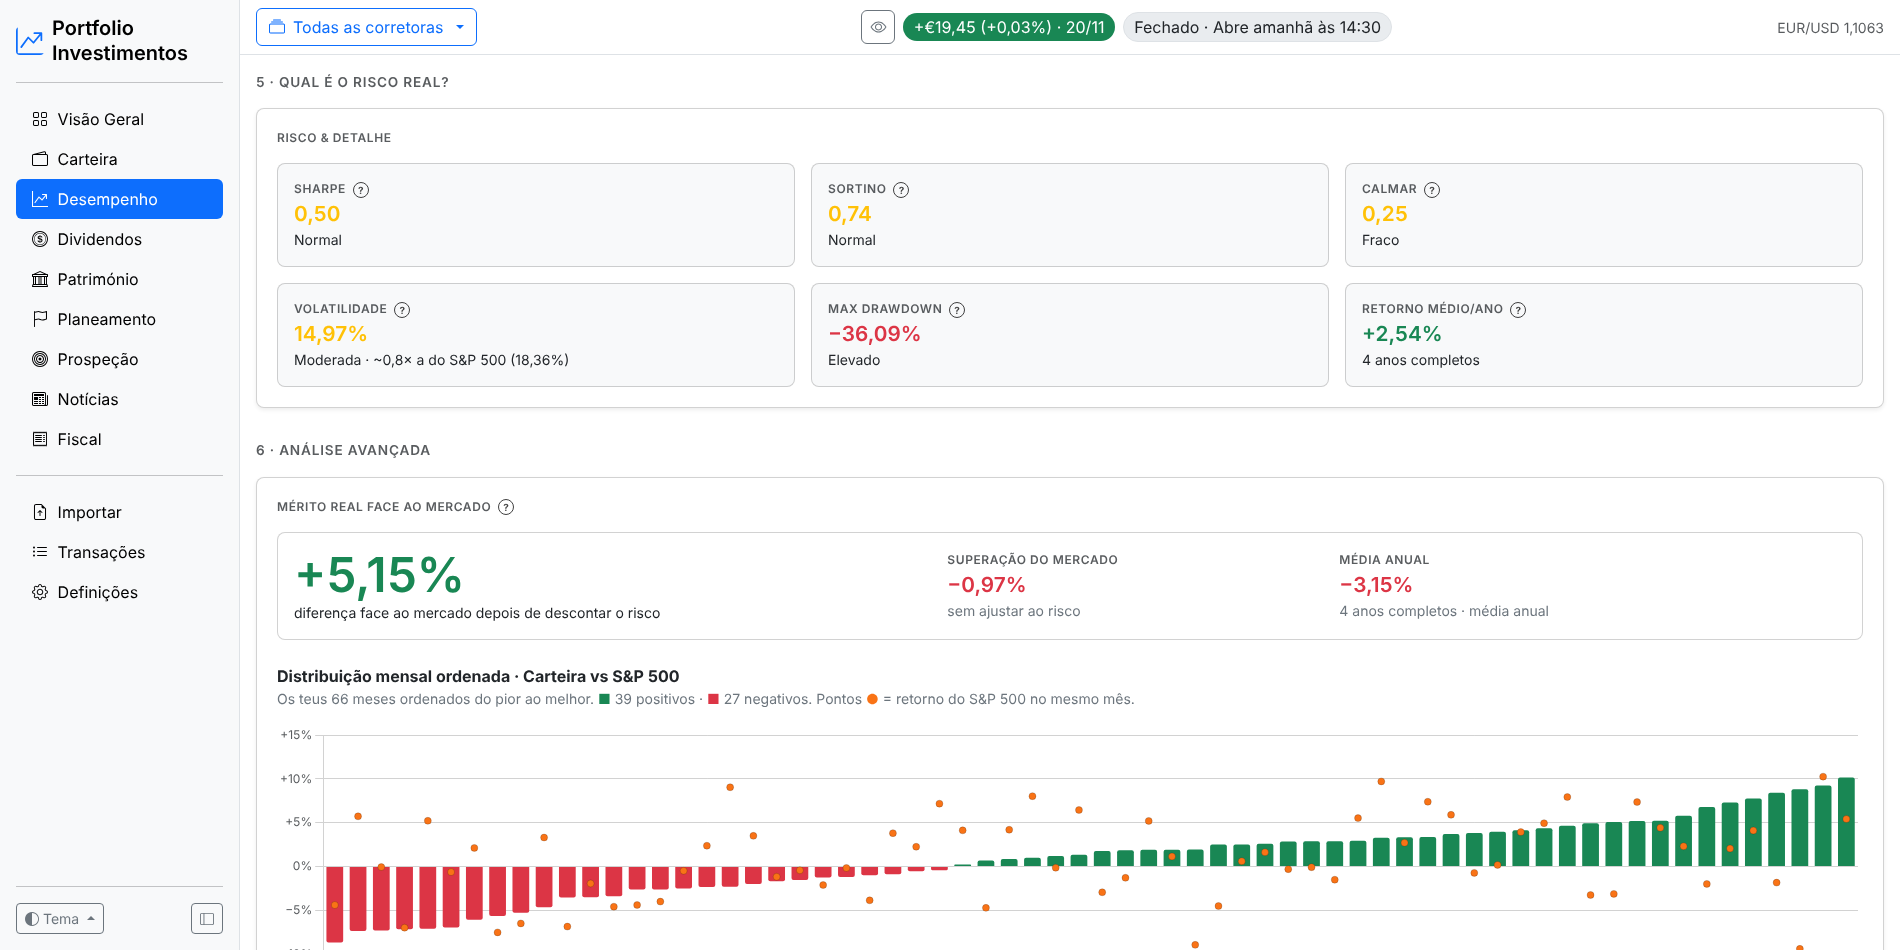 Portfolio
Investimentos
Visão Geral
Carteira
Desempenho
Dividendos
Património
Planeamento
Prospeção
Notícias
Fiscal
Importar
Transações
Definições
Tema
Todas as corretoras
+€19,45 (+0,03%) · 20/11
Fechado · Abre amanhã às 14:30
EUR/USD 1,1063
5 · QUAL É O RISCO REAL?
RISCO & DETALHE
SHARPE ?
0,50
Normal
SORTINO ?
0,74
Normal
CALMAR ?
0,25
Fraco
VOLATILIDADE ?
14,97%
Moderada · ~0,8× a do S&P 500 (18,36%)
MAX DRAWDOWN ?
−36,09%
Elevado
RETORNO MÉDIO/ANO ?
+2,54%
4 anos completos
6 · ANÁLISE AVANÇADA
MÉRITO REAL FACE AO MERCADO ?
+5,15%
diferença face ao mercado depois de descontar o risco
SUPERAÇÃO DO MERCADO
−0,97%
sem ajustar ao risco
MÉDIA ANUAL
−3,15%
4 anos completos · média anual
Distribuição mensal ordenada · Carteira vs S&P 500
Os teus 66 meses ordenados do pior ao melhor. 39 positivos · 27 negativos. Pontos = retorno do S&P 500 no mesmo mês.
+15%
+10%
+5%
0%
−5%